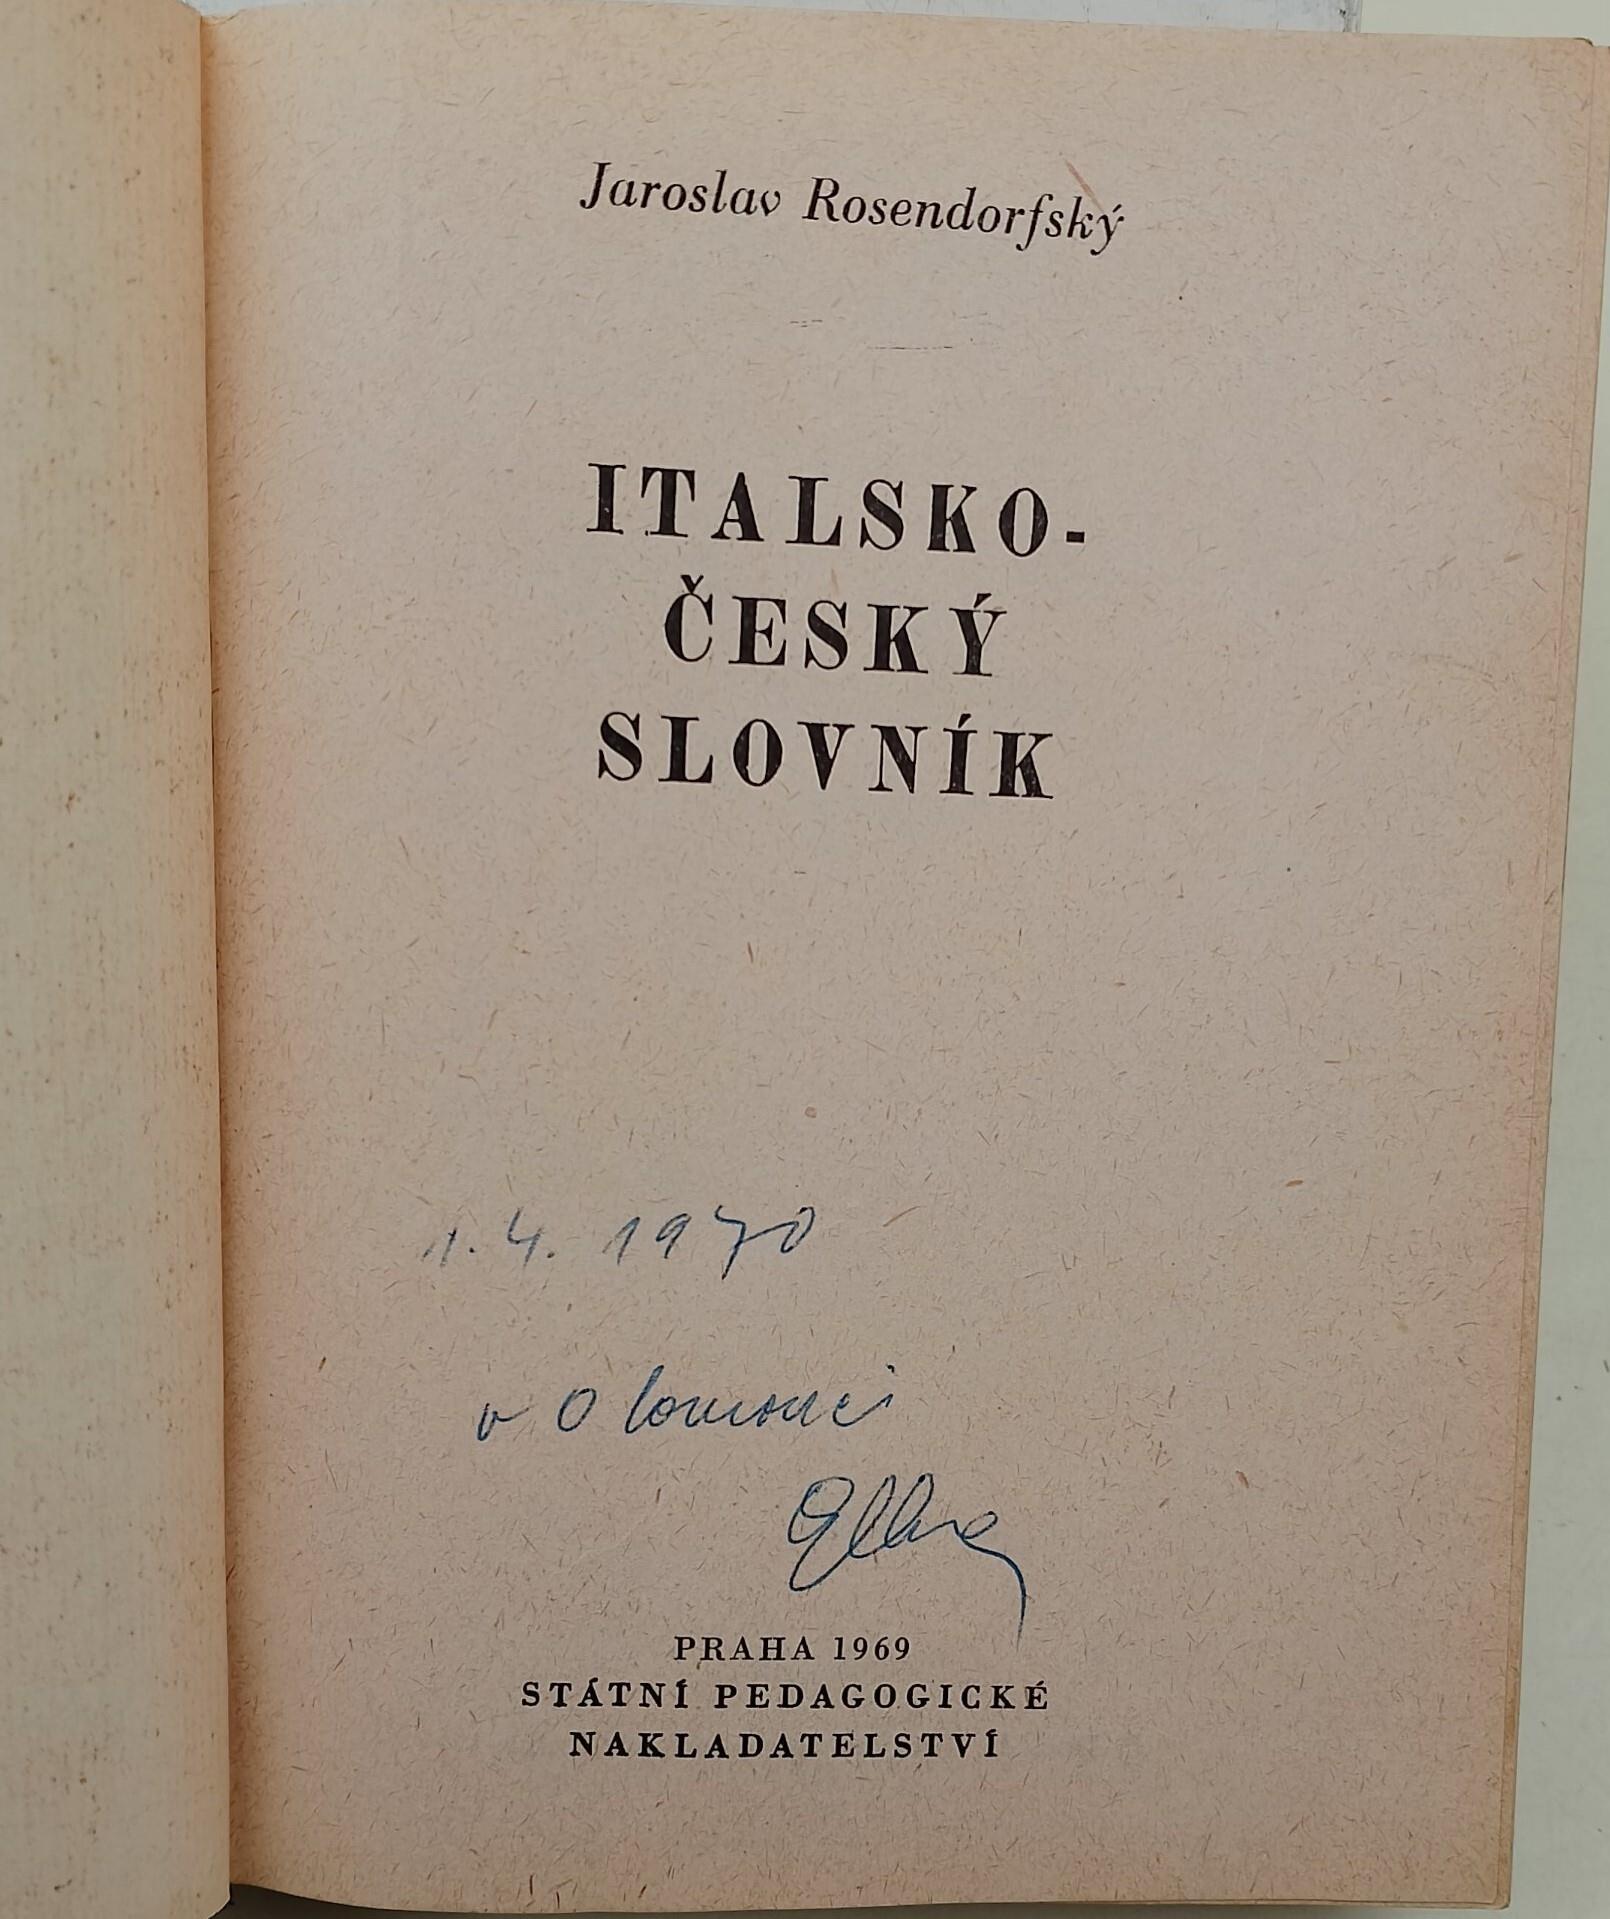 Jaroslav Rosendorfský
ITALSKO-
ČESKÝ
SLOVNÍK
1. 4. 1970
v Olomouci
PRAHA 1969
STÁTNÍ PEDAGOGICKÉ
NAKLADATELSTVÍ